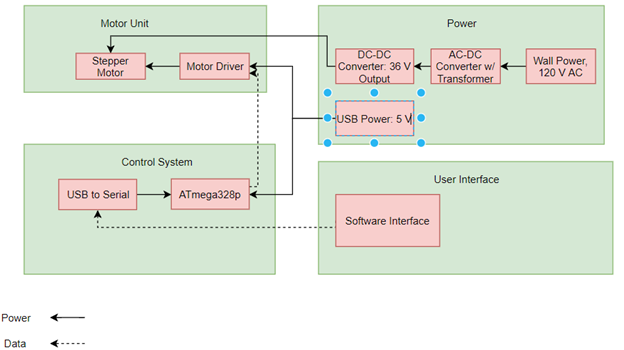 Motor Unit
Power
Stepper
Motor
Motor Driver
DC-DC
Converter: 36 V
Output
AC-DC
Converter w/
Transformer
Wall Power,
120 V AC
USB Power: 5 V
Control System
USB to Serial
ATmega328p
User Interface
Software Interface
Power
Data